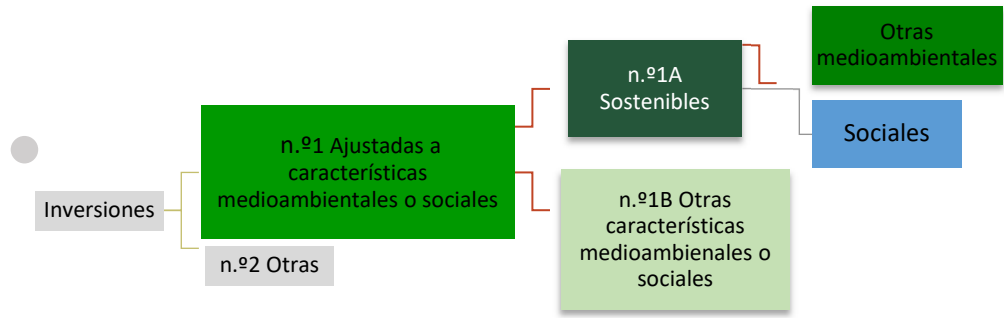 Inversiones
n.º1 Ajustadas a
características
medioambientales o sociales
n.º2 Otras
n.º1A
Sostenibles
n.º1B Otras
características
medioambienales o
sociales
Otras
medioambientales
Sociales